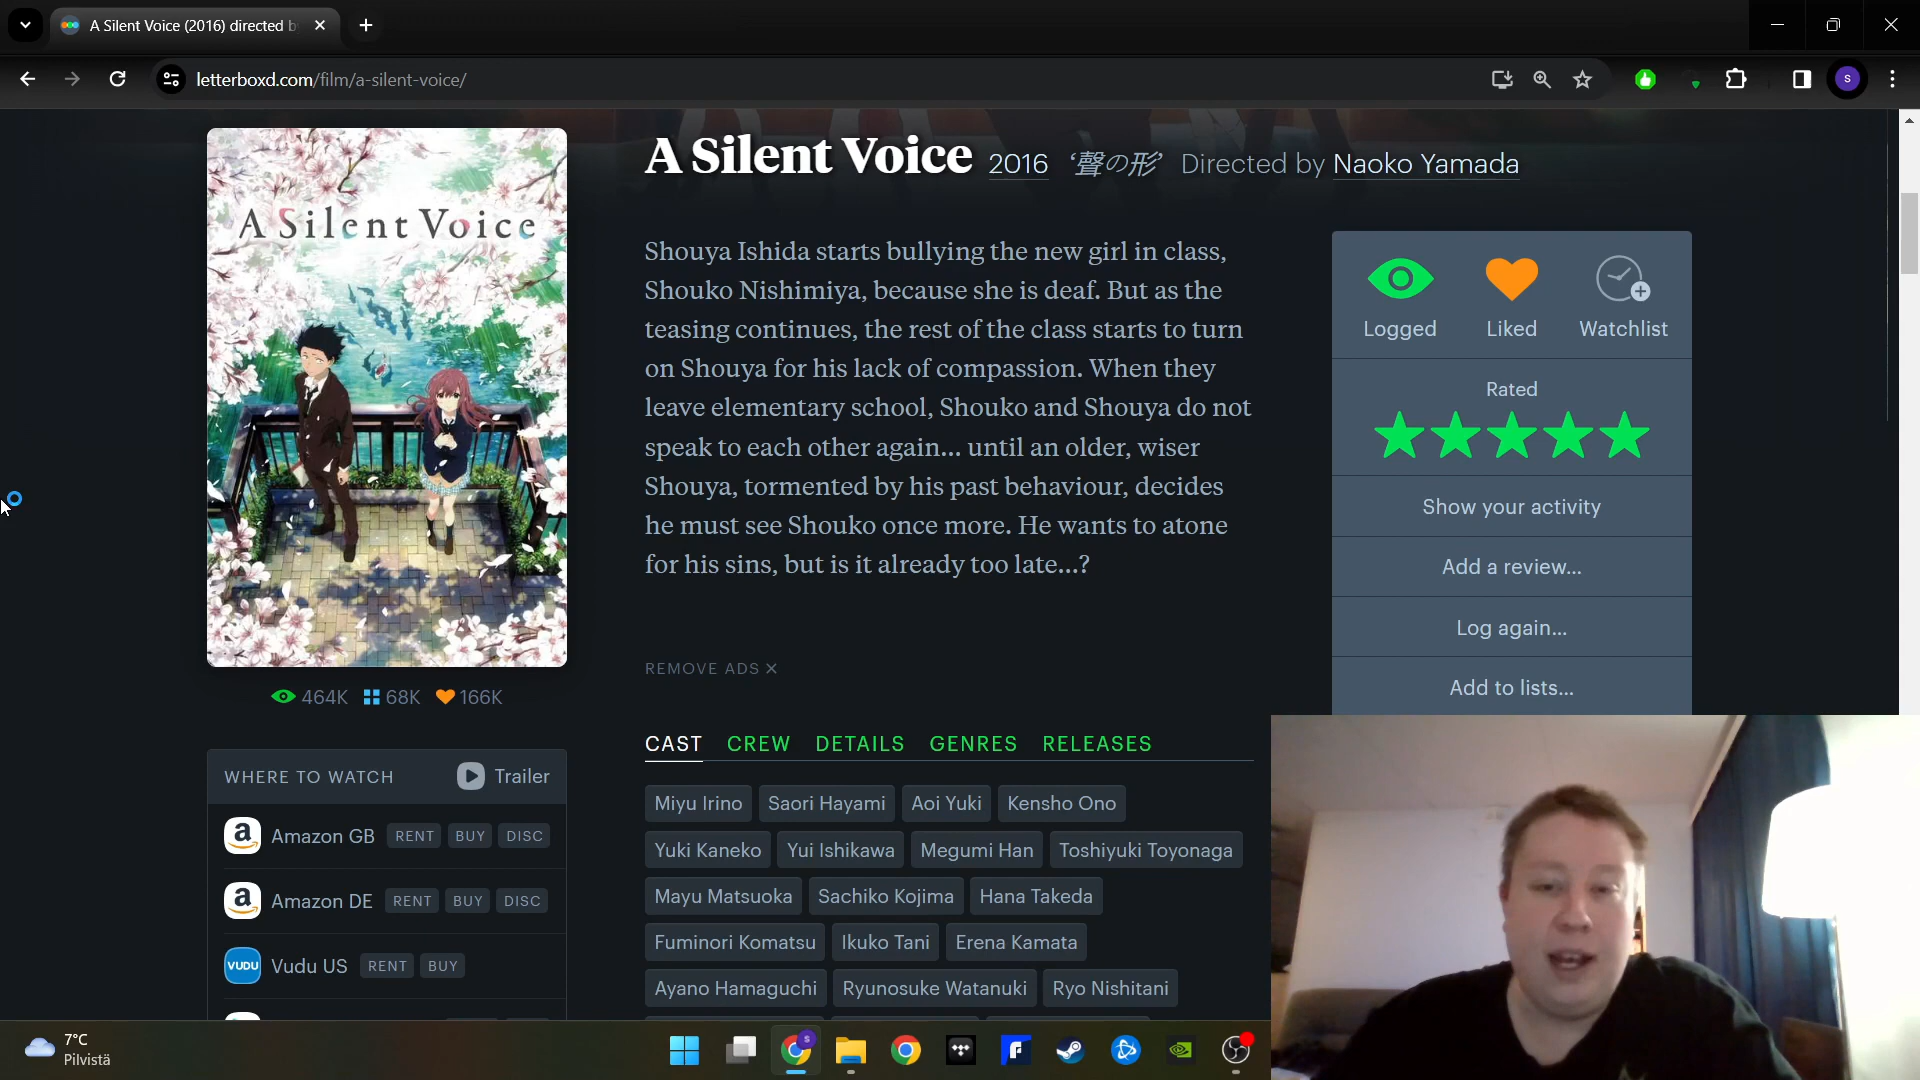 A Silent Voice (2016) directed b
letterboxd.com/film/a-silent-voice/
S
A Silent Voice
A Silent Voice 2016 ‘聲の形’ Directed by Naoko Yamada
Shouya Ishida starts bullying the new girl in class,
Shouko Nishimiya, because she is deaf. But as the
teasing continues, the rest of the class starts to turn
on Shouya for his lack of compassion. When they
leave elementary school, Shouko and Shouya do not
speak to each other again... until an older, wiser
Shouya, tormented by his past behaviour, decides
he must see Shouko once more. He wants to atone
for his sins, but is it already too late...?
Logged Liked Watchlist
Rated
Show your activity
Add a review...
Log again...
Add to lists...
REMOVE ADS
464K 68K 166K
WHERE TO WATCH Trailer
Amazon GB RENT BUY DISC
Amazon DE RENT BUY DISC
VUDU Vudu US RENT BUY
CAST CREW DETAILS GENRES RELEASES
Miyu Irino Saori Hayami Aoi Yuki Kensho Ono
Yuki Kaneko Yui Ishikawa Megumi Han Toshiyuki Toyonaga
Mayu Matsuoka Sachiko Kojima Hana Takeda
Fuminori Komatsu Ikuko Tani Erena Kamata
Ayano Hamaguchi Ryunosuke Watanuki Ryo Nishitani
7°C
Pilvistä